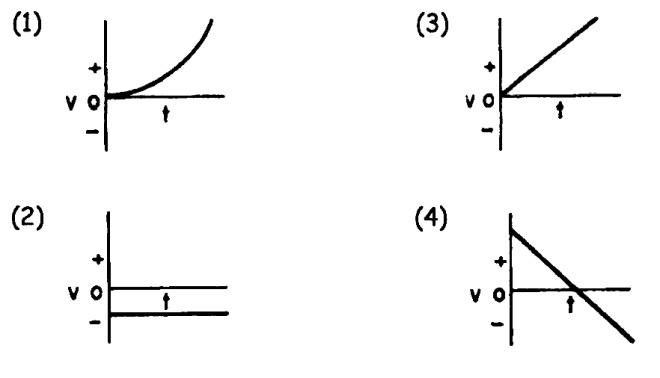 (1)
+
V 0
t
−
(3)
+
V 0
t
−
(2)
+
V 0
t
−
(4)
+
V 0
t
−